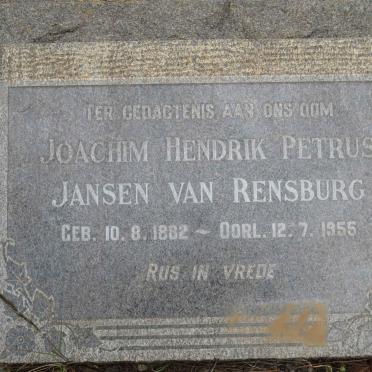 TER GEDAGTENIS AAN ONS OOM
JOACHIM HENDRIK PETRUS
JANSEN VAN RENSBURG
GEB. 10. 8. 1882 ~ OORL. 12. 7. 1955
RUS IN VREDE